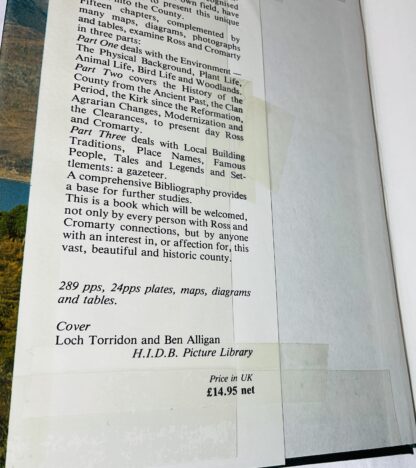 ognised
own field, have
to present this unique
into the County.
Fifteen chapters, complemented by
many maps, diagrams, photographs
and tables, examine Ross and Cromarty
in three parts:
Part One deals with the Environment —
The Physical Background, Plant Life,
Animal Life, Bird Life and Woodlands,
Part Two covers the History of the
County from the Ancient Past, the Clan
Period, the Kirk since the Reformation,
Agrarian Changes, Modernization and
the Clearances, to present day Ross
and Cromarty.
Part Three deals with Local Building
Traditions, Place Names, Famous
People, Tales and Legends and Set-
tlements: a gazeteer.
A comprehensive Bibliography provides
a base for further studies.
This is a book which will be welcomed,
not only by every person with Ross and
Cromarty connections, but by anyone
with an interest in, or affection for, this
vast, beautiful and historic county.
289 pps, 24pps plates, maps, diagrams
and tables.
Cover
Loch Torridon and Ben Alligan
H.I.D.B. Picture Library
Price in UK
£14.95 net